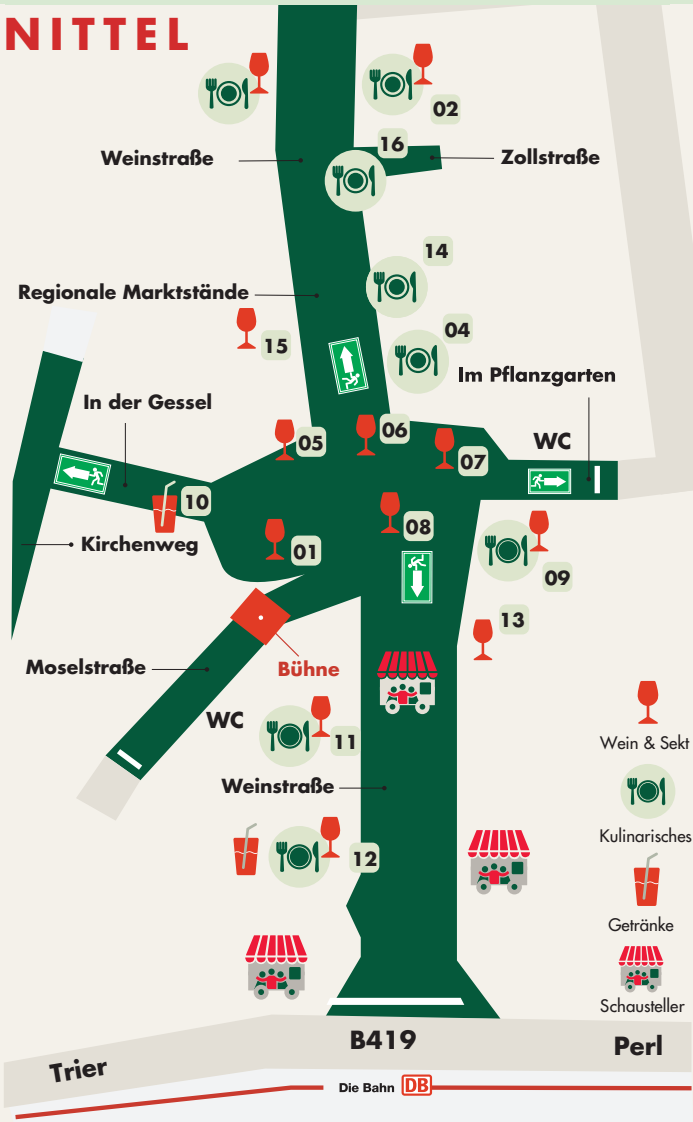 NITTEL
02
16
Weinstraße
Zollstraße
14
Regionale Marktstände
04
15
Im Pflanzgarten
In der Gessel
05
06
07
WC
10
08
01
Kirchenweg
09
13
Moselstraße
Bühne
WC
11
Wein & Sekt
Weinstraße
Kulinarisches
12
Getränke
Schausteller
B419
Perl
Trier
Die Bahn DB